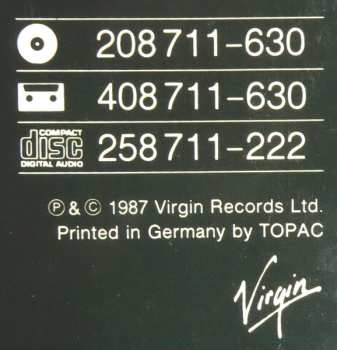 208 711-630
408 711-630
COMPACT
disc
DIGITAL AUDIO
258 711-222
Ⓟ & © 1987 Virgin Records Ltd.
Printed in Germany by TOPAC
Virgin